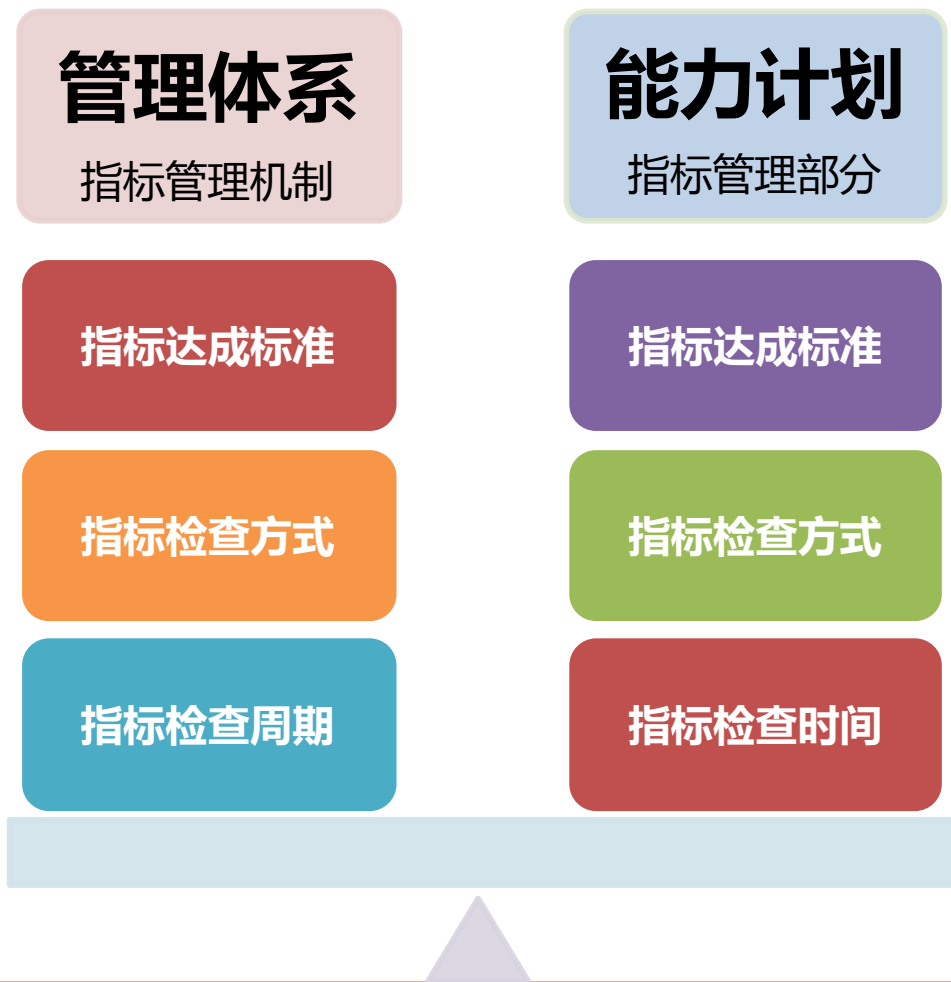 管理体系
指标管理机制
指标达成标准
指标检查方式
指标检查周期
能力计划
指标管理部分
指标达成标准
指标检查方式
指标检查时间